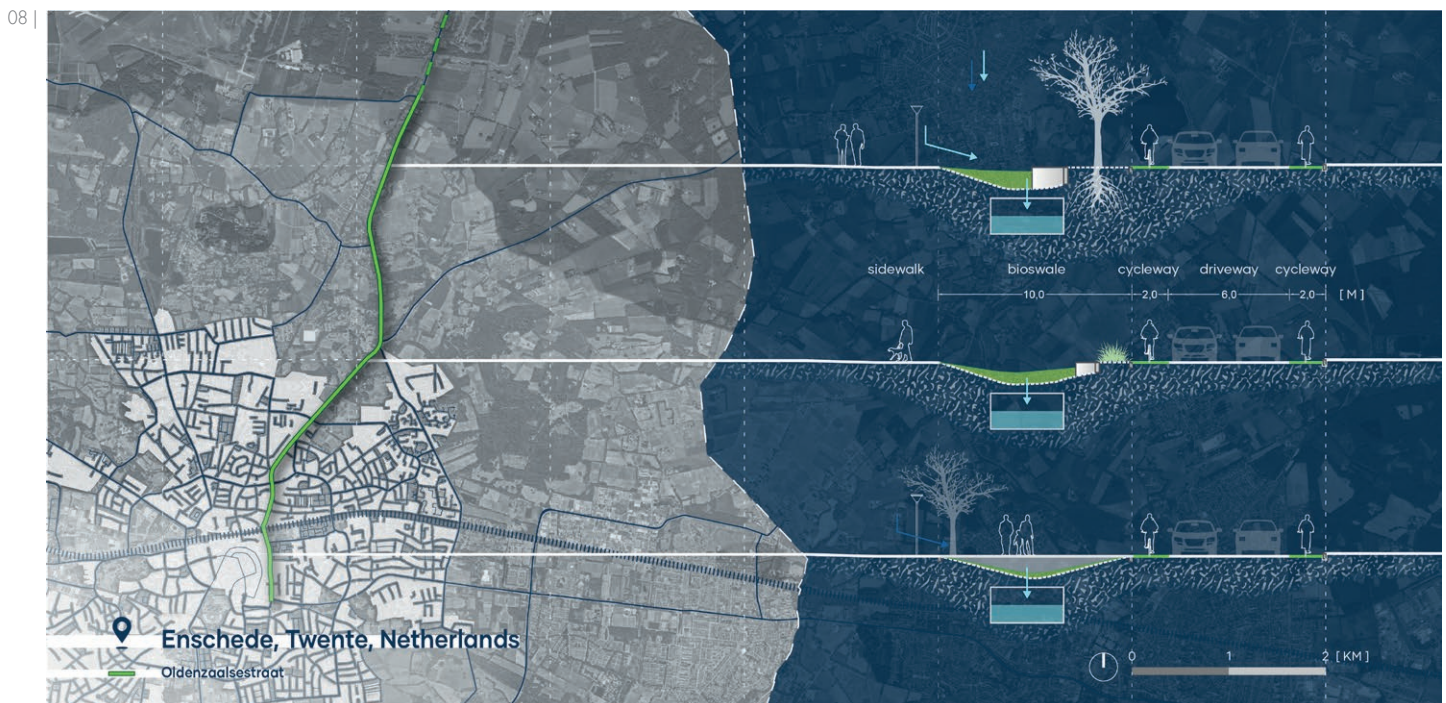 08 |
sidewalk bioswale cycleway driveway cycleway
10,0 2,0 6,0 2,0 [ M ]
Enschede, Twente, Netherlands
Oldenzaalsestraat
0 1 2 [ KM ]